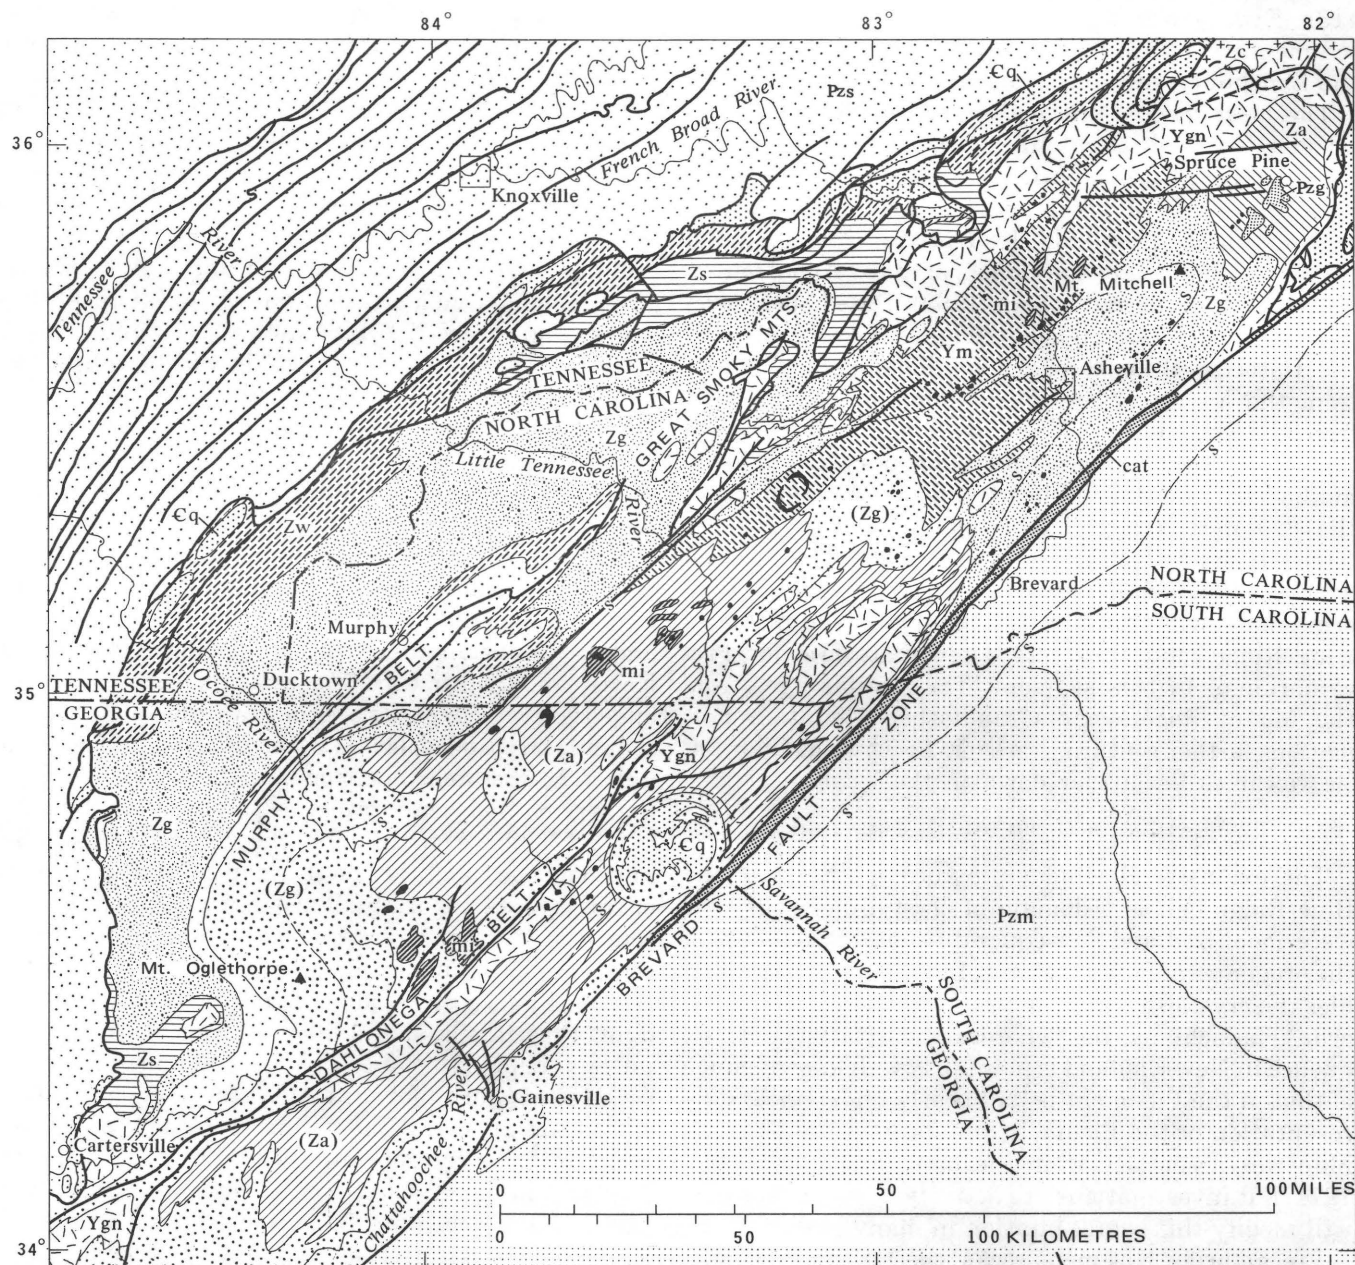 84°
83°
82°
36°
35°
34°
Zc
Ꞓq
Pzs
Ygn
Za
French Broad River
Spruce Pine
Pzg
Knoxville
Tennessee River
Zs
Mt. Mitchell
mi
Zg
s
Ym
Asheville
TENNESSEE
NORTH CAROLINA
GREAT SMOKY MTS
Zg
s
s
Little Tennessee River
cat
Ꞓq
Zw
(Zg)
Brevard
NORTH CAROLINA
SOUTH CAROLINA
s
Murphy
s
mi
TENNESSEE
GEORGIA
Ducktown
Ocoee River
MURPHY BELT
(Za)
Ygn
s
BREVARD FAULT ZONE
s
Zg
s
Ꞓq
(Zg)
s
s
Savannah River
Pzm
mi
DAHLONEGA BELT
Mt. Oglethorpe
SOUTH CAROLINA
GEORGIA
Zs
s
Gainesville
Chattahoochee River
(Za)
Cartersville
Ygn
0 50 100 MILES
0 50 100 KILOMETRES